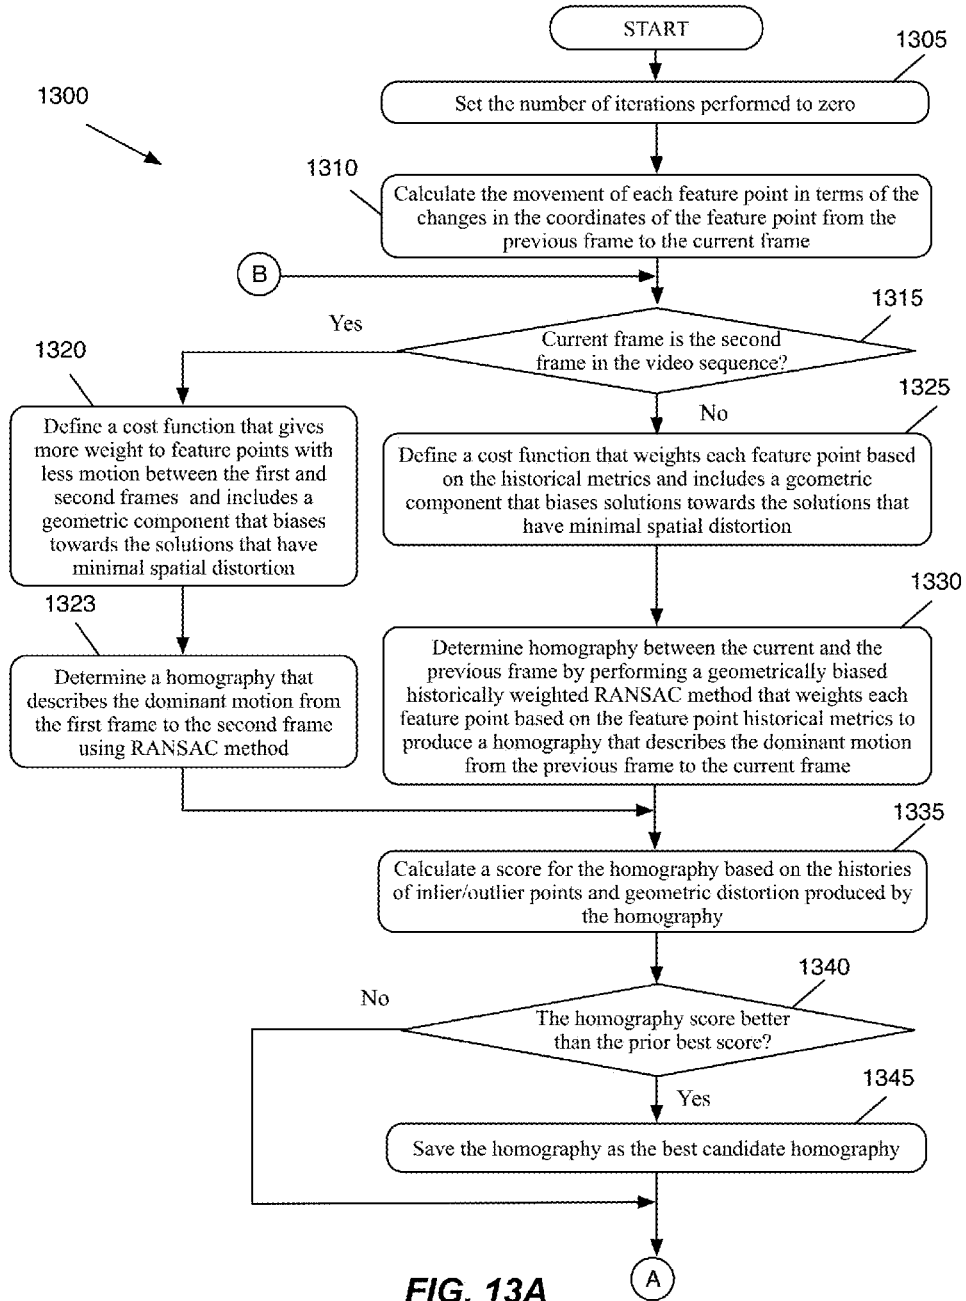 START
1305
1300
Set the number of iterations performed to zero
1310
Calculate the movement of each feature point in terms of the
changes in the coordinates of the feature point from the
previous frame to the current frame
B
1315
Yes
Current frame is the second
frame in the video sequence?
1320
1325
No
Define a cost function that gives
more weight to feature points with
less motion between the first and
second frames and includes a
geometric component that biases
towards the solutions that have
minimal spatial distortion
Define a cost function that weights each feature point based
on the historical metrics and includes a geometric
component that biases solutions towards the solutions that
have minimal spatial distortion
1323
1330
Determine a homography that
describes the dominant motion from
the first frame to the second frame
using RANSAC method
Determine homography between the current and the
previous frame by performing a geometrically biased
historically weighted RANSAC method that weights each
feature point based on the feature point historical metrics to
produce a homography that describes the dominant motion
from the previous frame to the current frame
1335
Calculate a score for the homography based on the histories
of inlier/outlier points and geometric distortion produced by
the homography
1340
No
The homography score better
than the prior best score?
Yes
1345
Save the homography as the best candidate homography
A
FIG. 13A